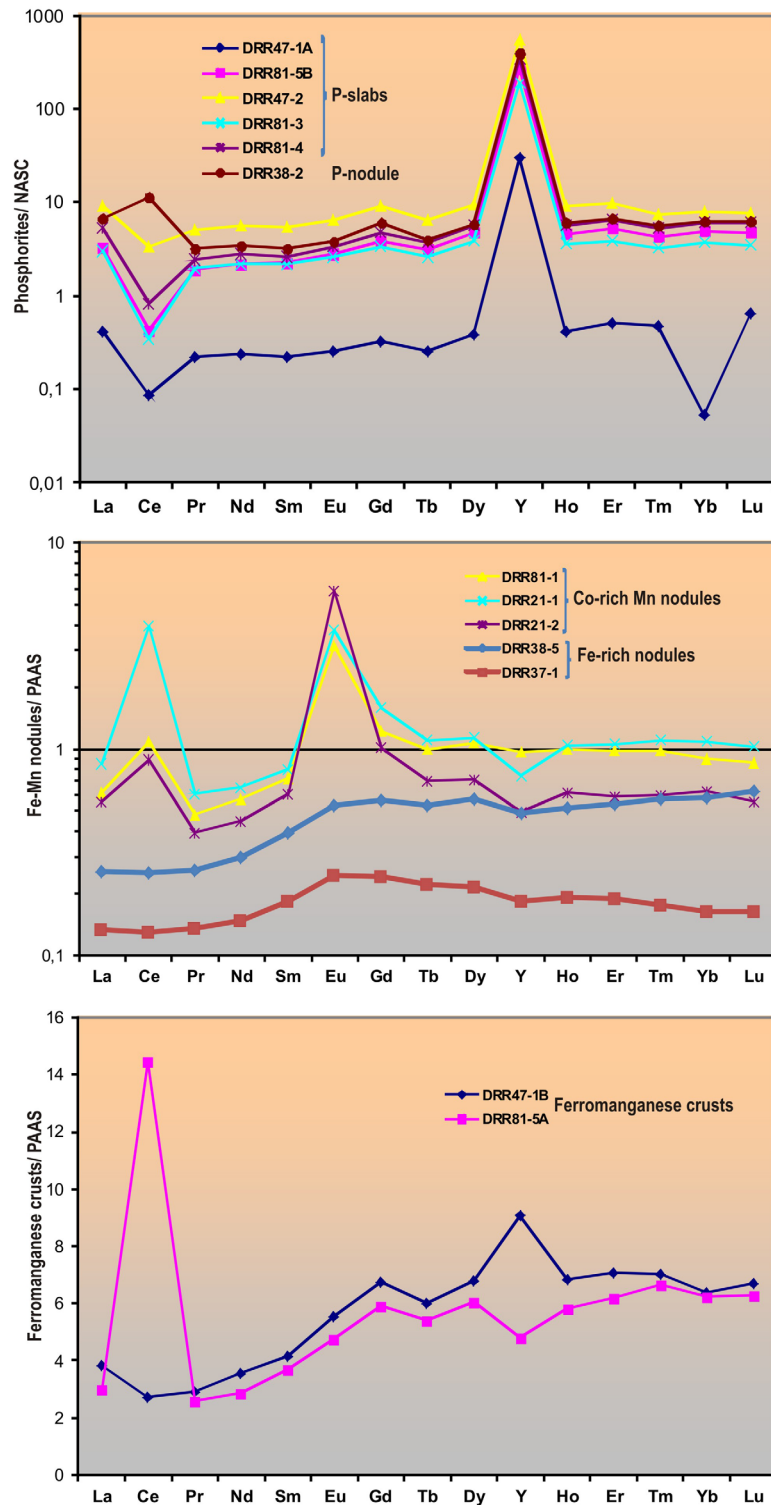 Phosphorites/ NASC
1000
100
10
1
0,1
0,01
DRR47-1A
DRR81-5B
DRR47-2
DRR81-3
DRR81-4
DRR38-2
P-slabs
P-nodule
La Ce Pr Nd Sm Eu Gd Tb Dy Y Ho Er Tm Yb Lu
Fe-Mn nodules/ PAAS
10
1
0,1
DRR81-1
DRR21-1
DRR21-2
DRR38-5
DRR37-1
Co-rich Mn nodules
Fe-rich nodules
La Ce Pr Nd Sm Eu Gd Tb Dy Y Ho Er Tm Yb Lu
Ferromanganese crusts/ PAAS
16
14
12
10
8
6
4
2
0
DRR47-1B
DRR81-5A
Ferromanganese crusts
La Ce Pr Nd Sm Eu Gd Tb Dy Y Ho Er Tm Yb Lu